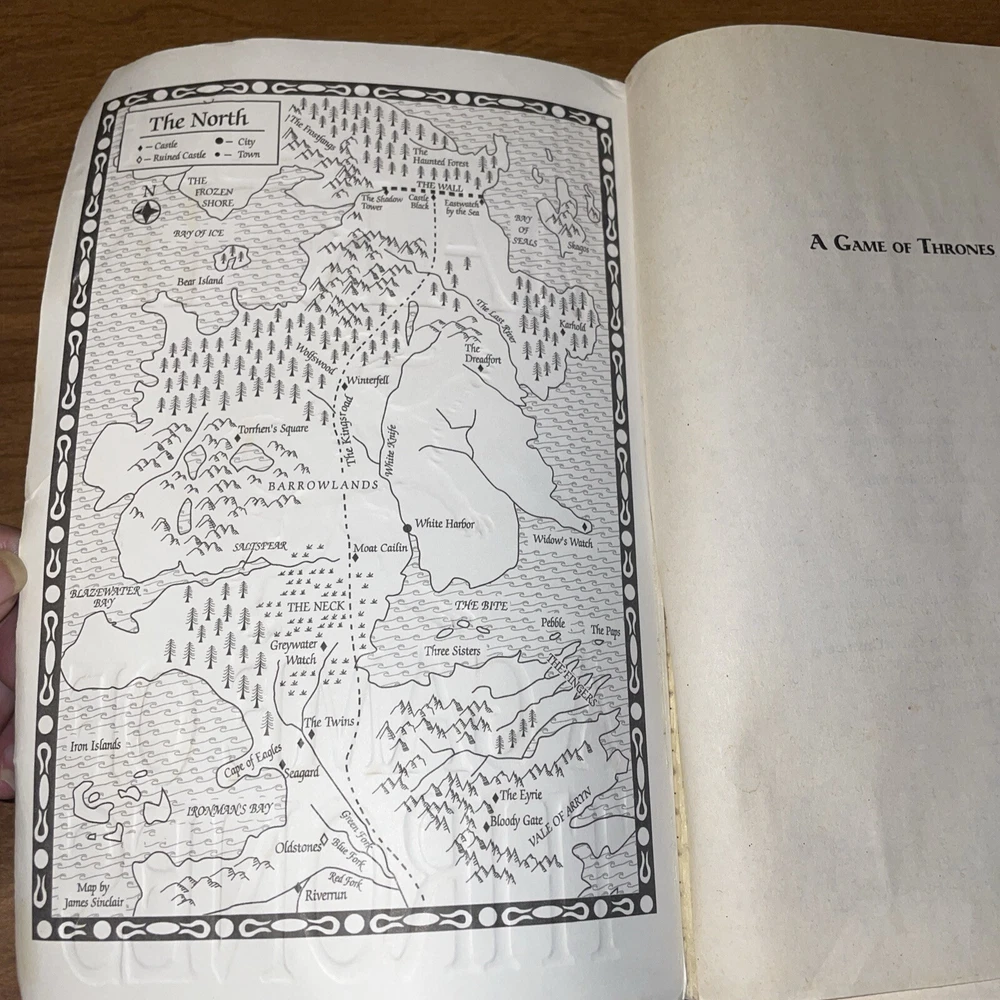 The North
– Castle
– City
– Ruined Castle
– Town
The Frostfangs
The
Haunted Forest
THE WALL
The Shadow
Tower
Castle
Black
Eastwatch
by the Sea
THE
FROZEN
SHORE
N
BAY OF ICE
BAY
OF
SEALS
Skagos
Bear Island
The Last River
Karhold
Wolfswood
The
Dreadfort
Winterfell
The Kingsroad
White Knife
Torrhen's Square
BARROWLANDS
White Harbor
Widow's Watch
SALTSPEAR
Moat Cailin
BLAZEWATER
BAY
THE NECK
THE BITE
Pebble
The Paps
Greywater
Watch
Three Sisters
THE FINGERS
The Twins
Iron Islands
Cape of Eagles
Seagard
The Eyrie
IRONMAN'S BAY
Bloody Gate
VALE OF ARRYN
Green Fork
Oldstones
Blue Fork
Red Fork
Map by
James Sinclair
Riverrun
A GAME OF THRONES